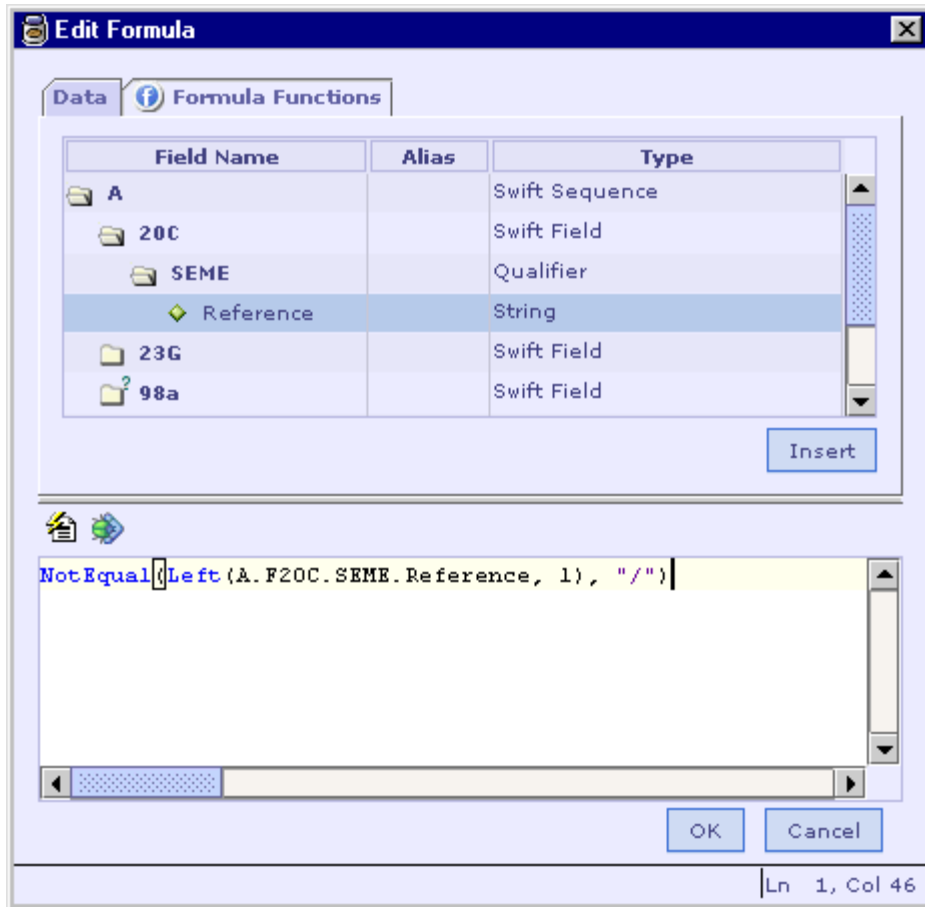 Edit Formula
Data Formula Functions
Field Name Alias Type
A Swift Sequence
20C Swift Field
SEME Qualifier
Reference String
23G Swift Field
98a Swift Field
Insert
NotEqual(Left(A.F20C.SEME.Reference, 1), "/")
OK Cancel
Ln 1, Col 46